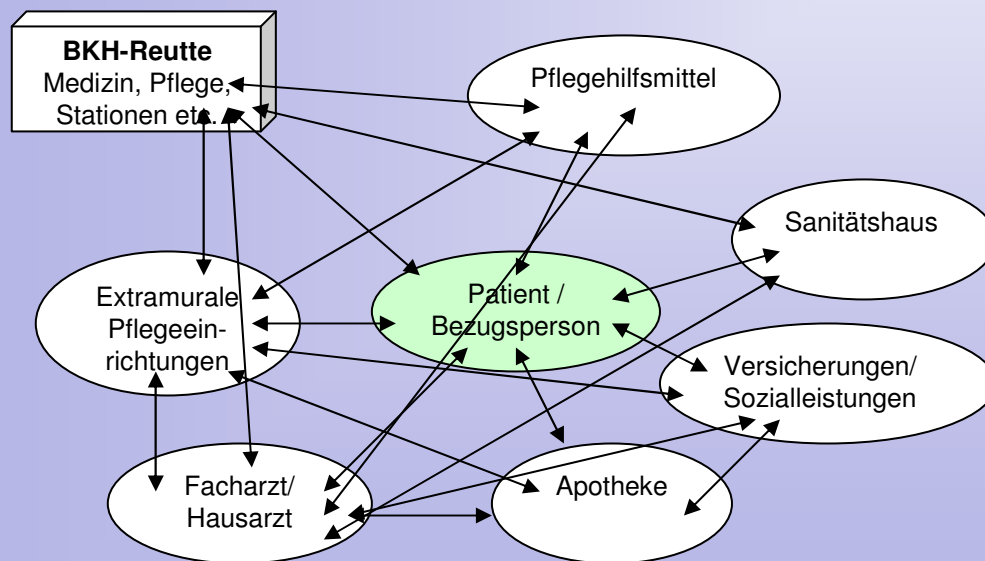 BKH-Reutte
Medizin, Pflege,
Stationen etc.
Pflegehilfsmittel
Sanitätshaus
Extramurale
Pflegeein-
richtungen
Patient /
Bezugsperson
Versicherungen/
Sozialleistungen
Facharzt/
Hausarzt
Apotheke